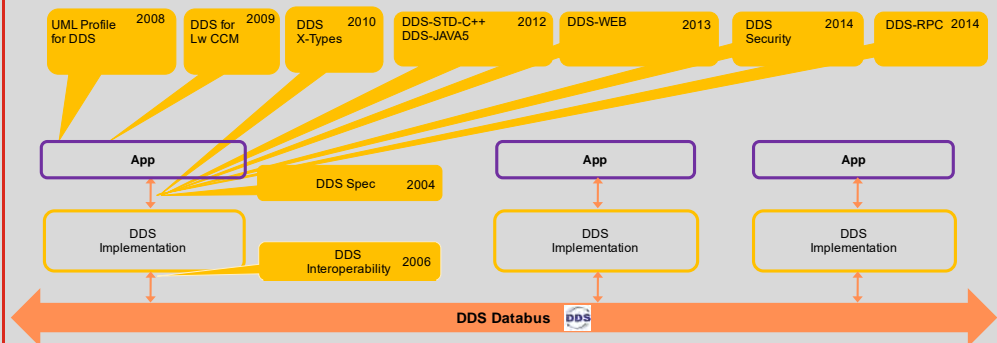 UML Profile 2008
for DDS
DDS for 2009
Lw CCM
DDS 2010
X-Types
DDS-STD-C++ 2012
DDS-JAVA5
DDS-WEB 2013
DDS 2014
Security
DDS-RPC 2014
App
App
App
DDS Spec 2004
DDS
Implementation
DDS
Implementation
DDS
Implementation
DDS 2006
Interoperability
DDS Databus DDS